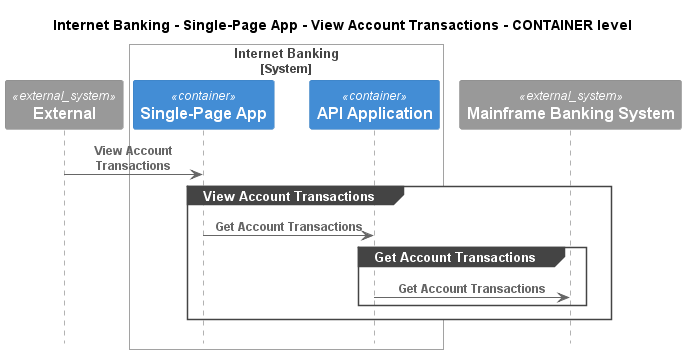 Internet Banking - Single-Page App - View Account Transactions - CONTAINER level
Internet Banking
[System]
«external_system»
External
«container»
Single-Page App
«container»
API Application
«external_system»
Mainframe Banking System
View Account
Transactions
View Account Transactions
Get Account Transactions
Get Account Transactions
Get Account Transactions